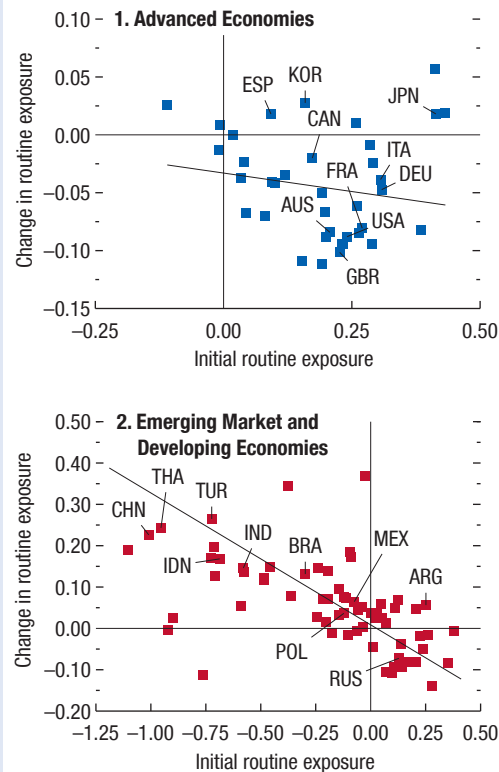 1. Advanced Economies
Change in routine exposure
0.10
0.05
0.00
−0.05
−0.10
−0.15
ESP
KOR
JPN
CAN
ITA
FRA
DEU
AUS
USA
GBR
−0.25
0.00
0.25
0.50
Initial routine exposure
2. Emerging Market and
Developing Economies
Change in routine exposure
0.50
0.40
0.30
0.20
0.10
0.00
−0.10
−0.20
THA
CHN
TUR
IND
IDN
BRA
MEX
ARG
POL
RUS
−1.25 −1.00 −0.75 −0.50 −0.25 0.00 0.25 0.50
Initial routine exposure